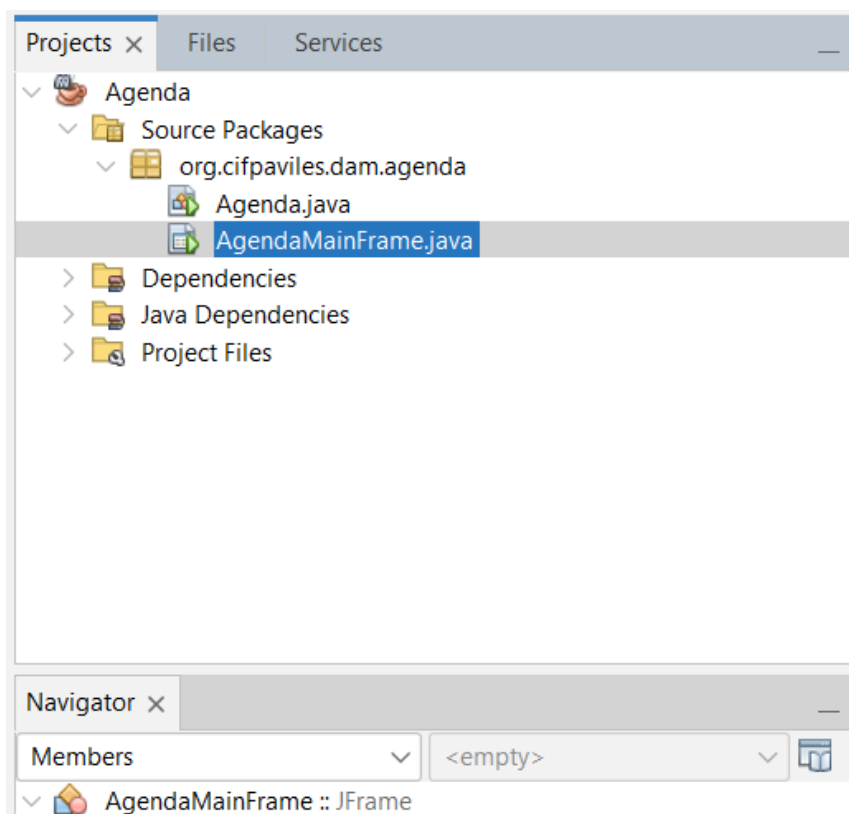 Projects Files Services
Agenda
Source Packages
org.cifpaviles.dam.agenda
Agenda.java
AgendaMainFrame.java
Dependencies
Java Dependencies
Project Files
Navigator
Members <empty>
AgendaMainFrame :: JFrame